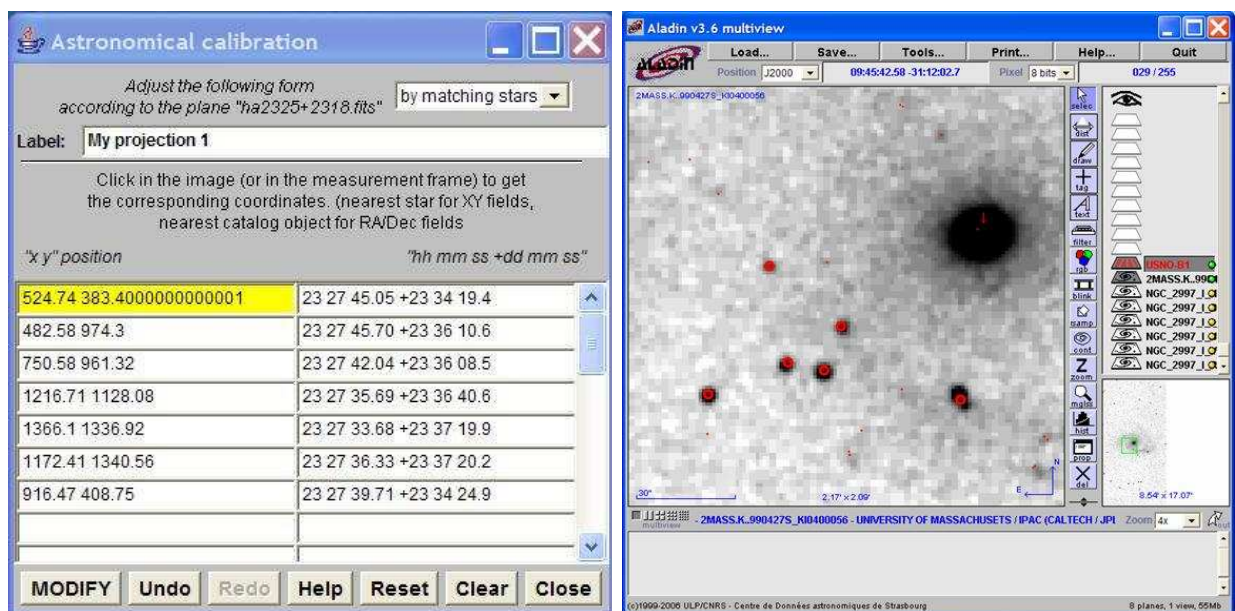 Astronomical calibration
Adjust the following form
according to the plane "ha2325+2318.fits"
by matching stars
Label: My projection 1
Click in the image (or in the measurement frame) to get
the corresponding coordinates. (nearest star for XY fields,
nearest catalog object for RA/Dec fields
"x y" position "hh mm ss +dd mm ss"
524.74 383.4000000000001 23 27 45.05 +23 34 19.4
482.58 974.3 23 27 45.70 +23 36 10.6
750.58 961.32 23 27 42.04 +23 36 08.5
1216.71 1128.08 23 27 35.69 +23 36 40.6
1366.1 1336.92 23 27 33.68 +23 37 19.9
1172.41 1340.56 23 27 36.33 +23 37 20.2
916.47 408.75 23 27 39.71 +23 34 24.9
MODIFY Undo Redo Help Reset Clear Close
Aladin v3.6 multiview
Load... Save... Tools... Print... Help... Quit
Aladin
Position J2000 09:45:42.58 -31:12:02.7 Pixel 8 bits 029 / 255
2MASS.K..990427S_KI0400056
selec
dist
draw
tag
text
filter
rgb
blink
cont
zoom
mglss
hist
prop
del
USNO-B1
2MASS.K..990
NGC_2997_I
NGC_2997_I
NGC_2997_I
NGC_2997_I
NGC_2997_I
NGC_2997_I
30"
2.17' x 2.09'
N
E
8.54' x 17.07'
multiview
- 2MASS.K..990427S_KI0400056 - UNIVERSITY OF MASSACHUSETS / IPAC (CALTECH / JPL
Zoom 4x
out
(c)1999-2006 ULP/CNRS - Centre de Données astronomiques de Strasbourg
8 planes, 1 view, 55Mb